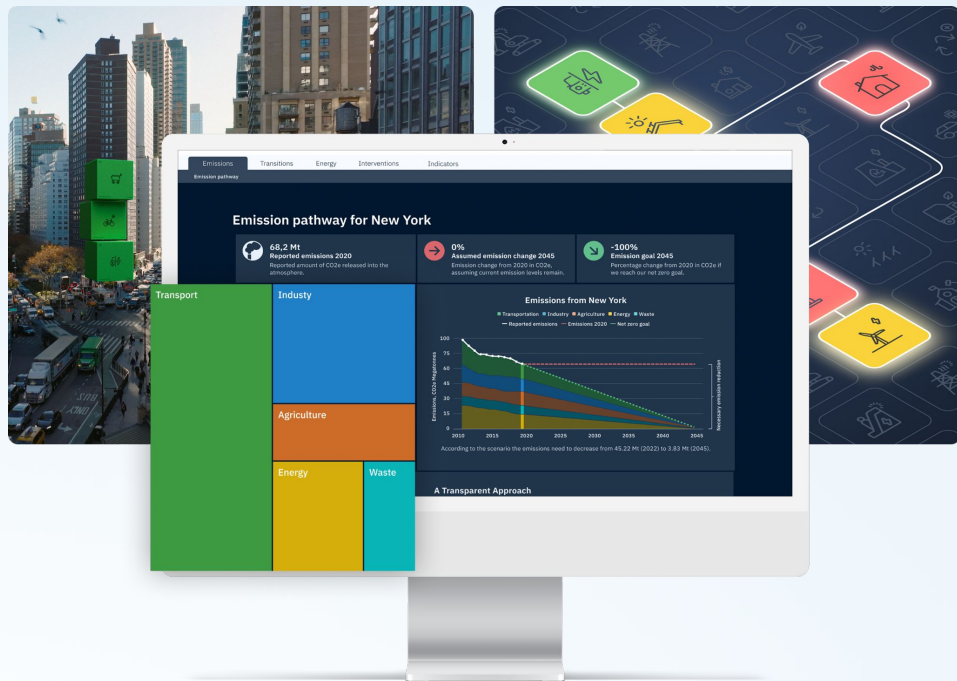 Emissions
Transitions
Energy
Interventions
Indicators
Emission pathway
Emission pathway for New York
68,2 Mt
Reported emissions 2020
Reported amount of CO2e released into the
atmosphere.
0%
Assumed emission change 2045
Emission change from 2020 in CO2e,
assuming current emission levels remain.
-100%
Emission goal 2045
Percentage change from 2020 in CO2e if
we reach our net zero goal.
Transport
Industy
Agriculture
Energy
Waste
Emissions from New York
Transportation Industry Agriculture Energy Waste
Reported emissions Emissions 2020 Net zero goal
Emissions, CO2e Megatonnes
100
75
60
45
30
15
0
2010 2015 2020 2025 2030 2035 2040 2045
Necessary emission reduction
According to the scenario the emissions need to decrease from 45.22 Mt (2022) to 3.83 Mt (2045).
A Transparent Approach
BUS
ONLY